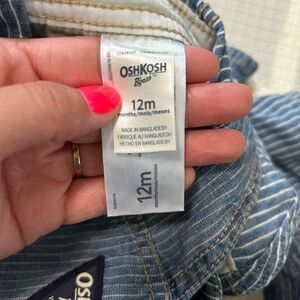 OSHKOSH
B'gosh
12m
months/mois/meses
MADE IN BANGLADESH
FABRIQUÉ AU BANGLADESH
HECHO EN BANGLADESH
12m